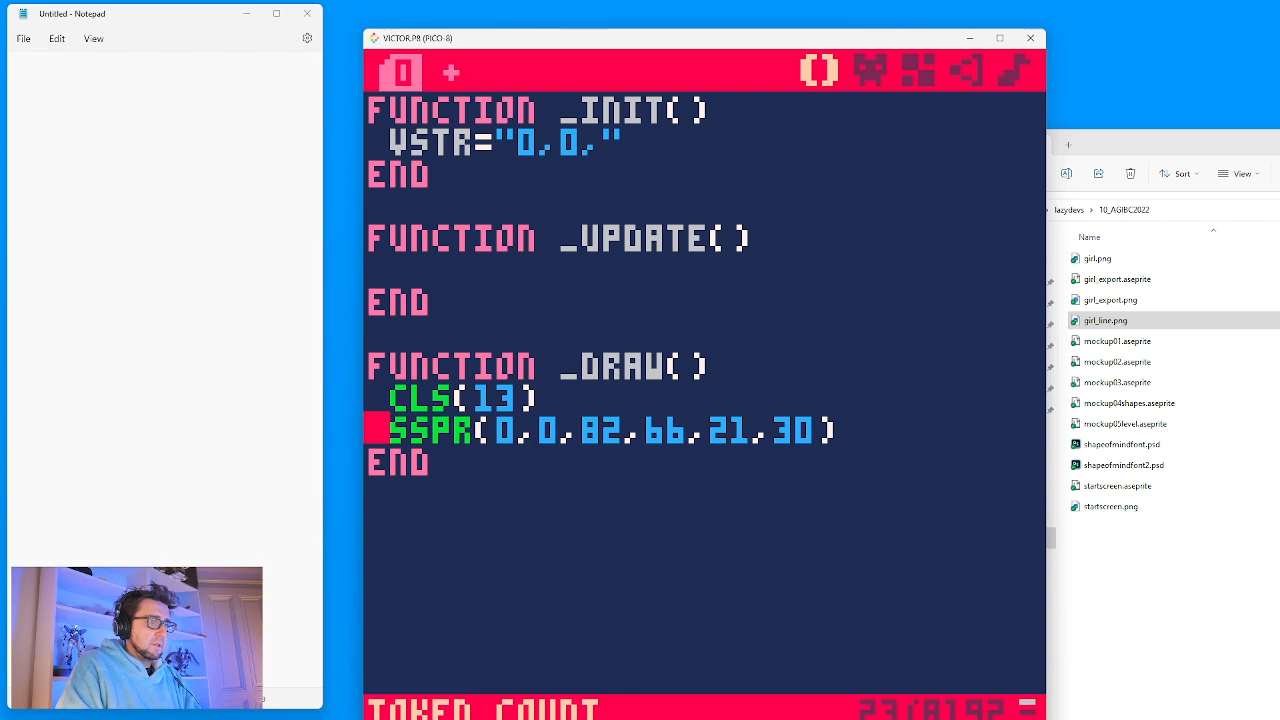 Untitled - Notepad
File Edit View
VICTOR.P8 (PICO-8)
FUNCTION _INIT()
VSTR="0,0,"
END
FUNCTION _UPDATE()
END
FUNCTION _DRAW()
CLS(13)
SSPR(0,0,82,66,21,30)
END
TOKEN COUNT 23/8192
Sort View
lazydevs > 10_AGIBC2022
Name
girl.png
girl_export.aseprite
girl_export.png
girl_line.png
mockup01.aseprite
mockup02.aseprite
mockup03.aseprite
mockup04shapes.aseprite
mockup05level.aseprite
shapeofmindfont.psd
shapeofmindfont2.psd
startscreen.aseprite
startscreen.png